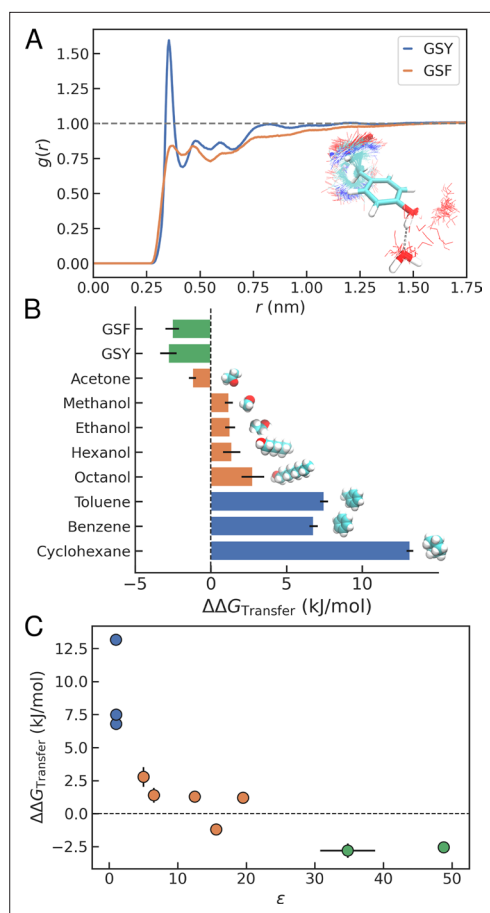 A
GSY
GSF
1.50
1.25
1.00
0.75
0.50
0.25
0.00
g(r)
0.00 0.25 0.50 0.75 1.00 1.25 1.50 1.75
r (nm)
B
GSF
GSY
Acetone
Methanol
Ethanol
Hexanol
Octanol
Toluene
Benzene
Cyclohexane
−5 0 5 10
ΔΔG_Transfer (kJ/mol)
C
12.5
10.0
7.5
5.0
2.5
0.0
−2.5
ΔΔG_Transfer (kJ/mol)
0 10 20 30 40 50
ε